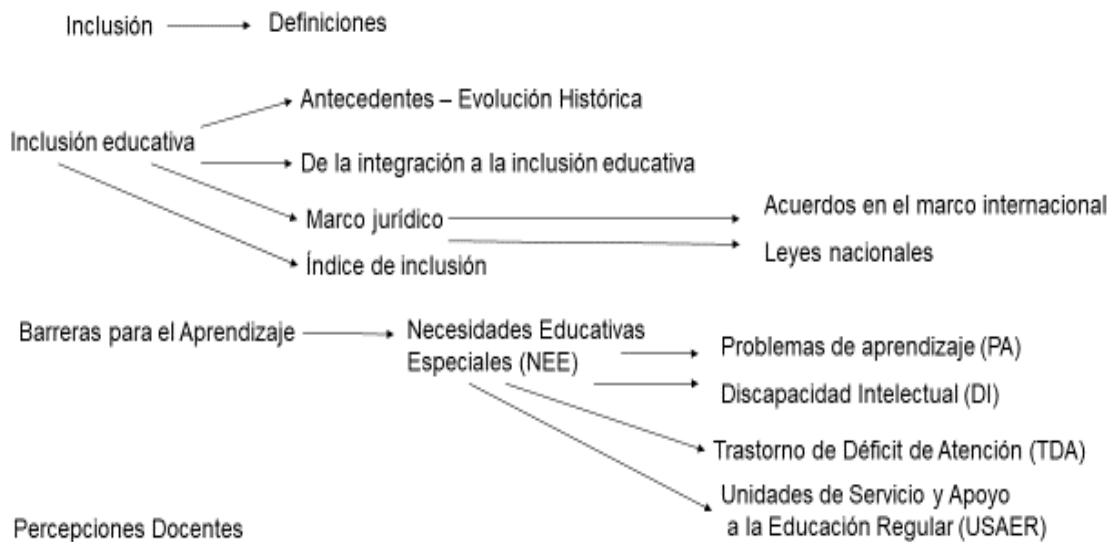 Inclusión
Definiciones
Antecedentes – Evolución Histórica
Inclusión educativa
De la integración a la inclusión educativa
Marco jurídico
Acuerdos en el marco internacional
Leyes nacionales
Índice de inclusión
Barreras para el Aprendizaje
Necesidades Educativas
Especiales (NEE)
Problemas de aprendizaje (PA)
Discapacidad Intelectual (DI)
Trastorno de Déficit de Atención (TDA)
Unidades de Servicio y Apoyo
a la Educación Regular (USAER)
Percepciones Docentes